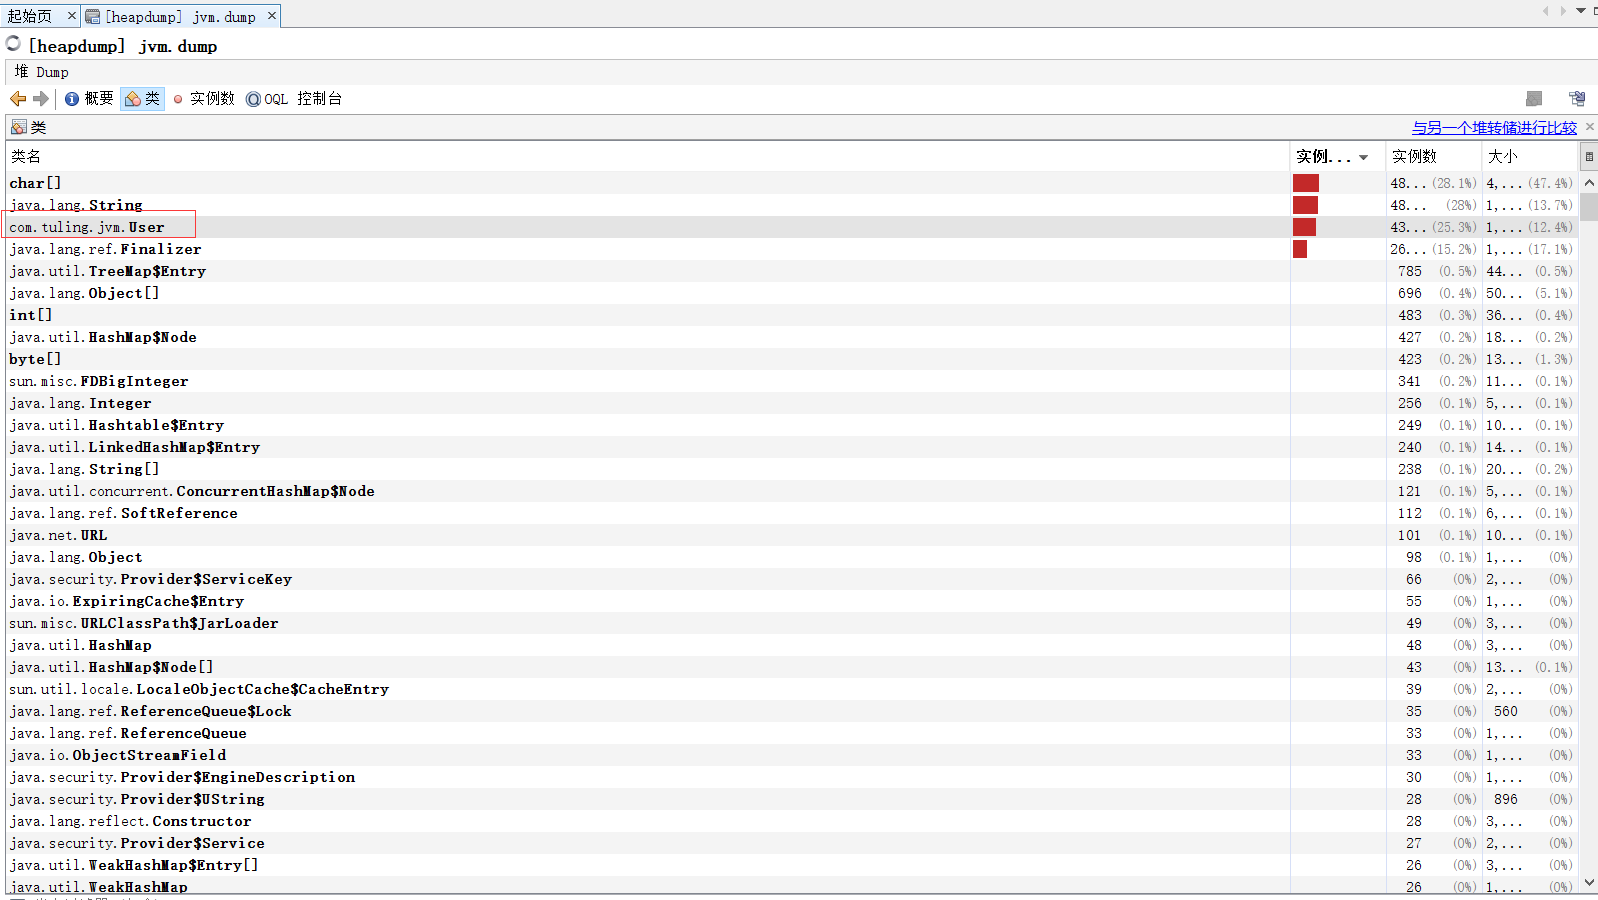 起始页 × [heapdump] jvm.dump ×
[heapdump] jvm.dump
堆 Dump
概要 类 实例数 OQL 控制台
类 与另一个堆转储进行比较 ×
类名 实例... 实例数 大小
char[] 48... (28.1%) 4,... (47.4%)
java.lang.String 48... (28%) 1,... (13.7%)
com.tuling.jvm.User 43... (25.3%) 1,... (12.4%)
java.lang.ref.Finalizer 26... (15.2%) 1,... (17.1%)
java.util.TreeMap$Entry 785 (0.5%) 44... (0.5%)
java.lang.Object[] 696 (0.4%) 50... (5.1%)
int[] 483 (0.3%) 36... (0.4%)
java.util.HashMap$Node 427 (0.2%) 18... (0.2%)
byte[] 423 (0.2%) 13... (1.3%)
sun.misc.FDBigInteger 341 (0.2%) 11... (0.1%)
java.lang.Integer 256 (0.1%) 5,... (0.1%)
java.util.Hashtable$Entry 249 (0.1%) 10... (0.1%)
java.util.LinkedHashMap$Entry 240 (0.1%) 14... (0.1%)
java.lang.String[] 238 (0.1%) 20... (0.2%)
java.util.concurrent.ConcurrentHashMap$Node 121 (0.1%) 5,... (0.1%)
java.lang.ref.SoftReference 112 (0.1%) 6,... (0.1%)
java.net.URL 101 (0.1%) 10... (0.1%)
java.lang.Object 98 (0.1%) 1,... (0%)
java.security.Provider$ServiceKey 66 (0%) 2,... (0%)
java.io.ExpiringCache$Entry 55 (0%) 1,... (0%)
sun.misc.URLClassPath$JarLoader 49 (0%) 3,... (0%)
java.util.HashMap 48 (0%) 3,... (0%)
java.util.HashMap$Node[] 43 (0%) 13... (0.1%)
sun.util.locale.LocaleObjectCache$CacheEntry 39 (0%) 2,... (0%)
java.lang.ref.ReferenceQueue$Lock 35 (0%) 560 (0%)
java.lang.ref.ReferenceQueue 33 (0%) 1,... (0%)
java.io.ObjectStreamField 33 (0%) 1,... (0%)
java.security.Provider$EngineDescription 30 (0%) 1,... (0%)
java.security.Provider$UString 28 (0%) 896 (0%)
java.lang.reflect.Constructor 28 (0%) 3,... (0%)
java.security.Provider$Service 27 (0%) 2,... (0%)
java.util.WeakHashMap$Entry[] 26 (0%) 3,... (0%)
java.util.WeakHashMap 26 (0%) 1,... (0%)